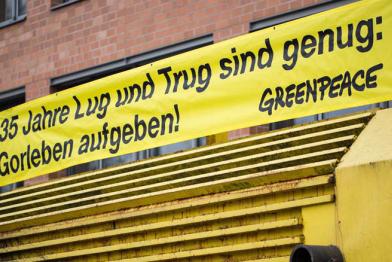 35 Jahre Lug und Trug sind genug:
Gorleben aufgeben!
GREENPEACE